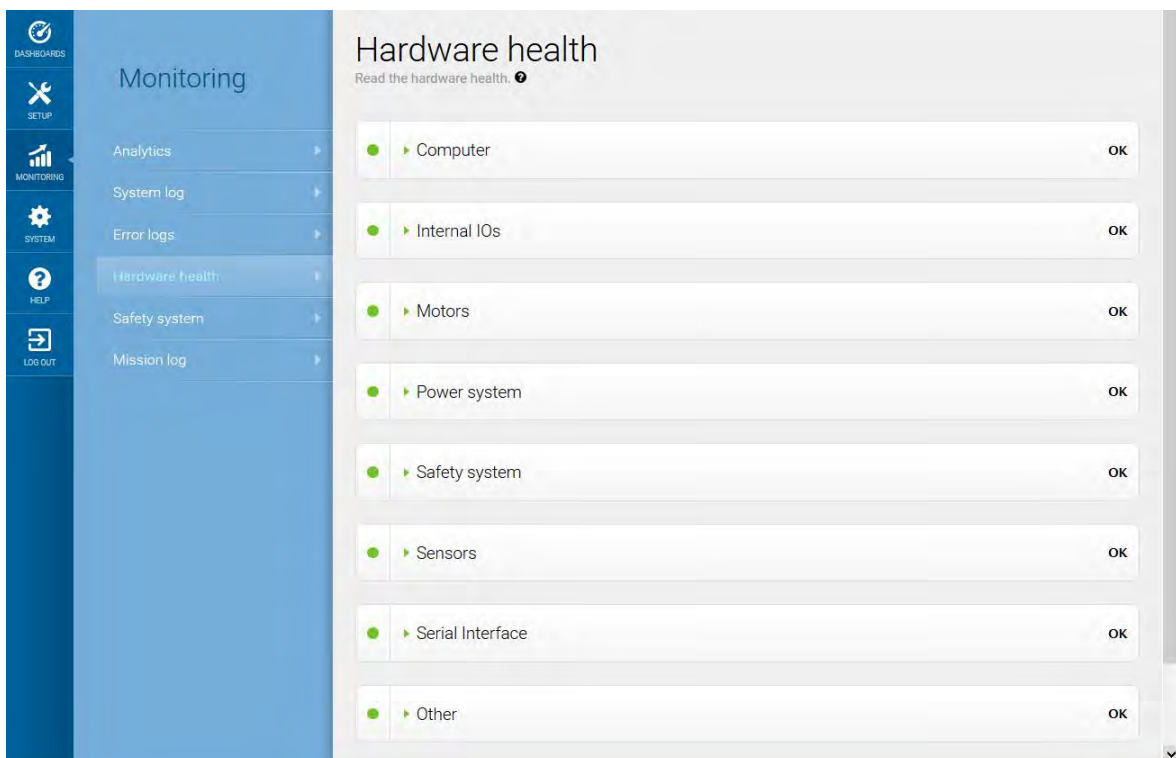 DASHBOARDS
SETUP
MONITORING
SYSTEM
HELP
LOG OUT
Monitoring
Analytics
System log
Error logs
Hardware health
Safety system
Mission log
Hardware health
Read the hardware health. ?
Computer OK
Internal IOs OK
Motors OK
Power system OK
Safety system OK
Sensors OK
Serial Interface OK
Other OK